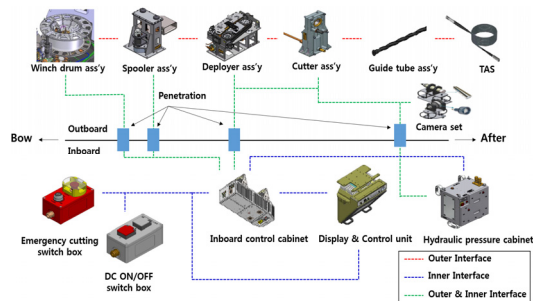 Winch drum ass'y
Spooler ass'y
Deployer ass'y
Cutter ass'y
Guide tube ass'y
TAS
Penetration
Camera set
Bow
Outboard
Inboard
After
Emergency cutting
switch box
DC ON/OFF
switch box
Inboard control cabinet
Display & Control unit
Hydraulic pressure cabinet
Outer Interface
Inner Interface
Outer & Inner Interface